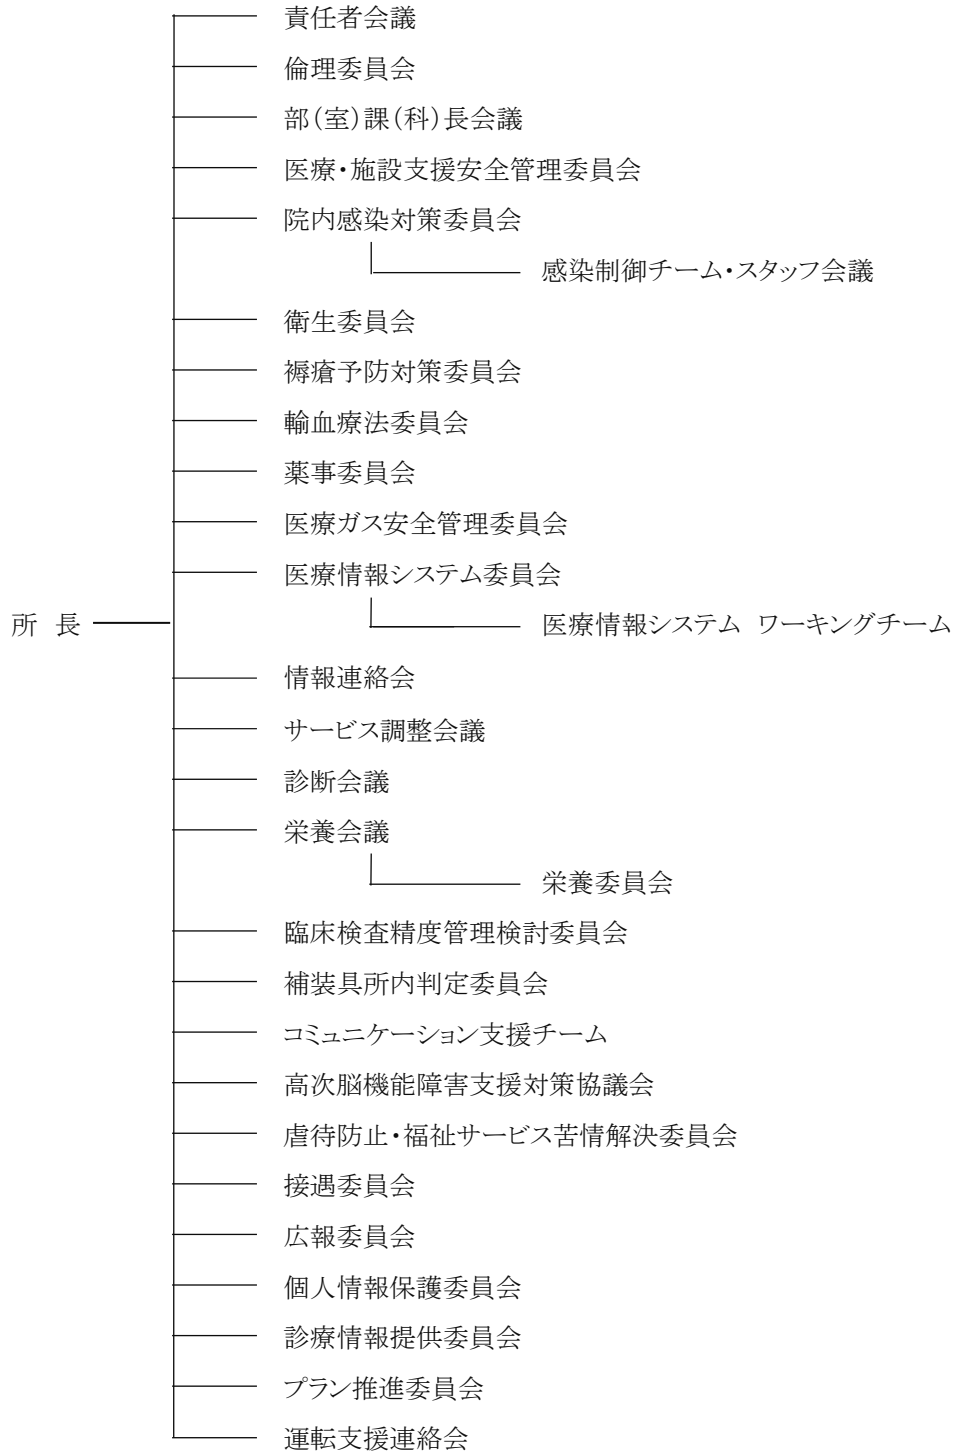 責任者会議
倫理委員会
部(室)課(科)長会議
医療・施設支援安全管理委員会
院内感染対策委員会
感染制御チーム・スタッフ会議
衛生委員会
褥瘡予防対策委員会
輸血療法委員会
薬事委員会
医療ガス安全管理委員会
医療情報システム委員会
所 長
医療情報システム ワーキングチーム
情報連絡会
サービス調整会議
診断会議
栄養会議
栄養委員会
臨床検査精度管理検討委員会
補装具所内判定委員会
コミュニケーション支援チーム
高次脳機能障害支援対策協議会
虐待防止・福祉サービス苦情解決委員会
接遇委員会
広報委員会
個人情報保護委員会
診療情報提供委員会
プラン推進委員会
運転支援連絡会